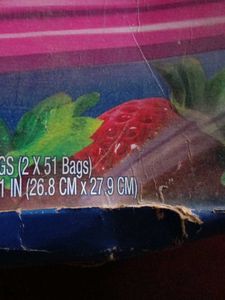 GS (2 X 51 Bags)
1 IN (26.8 CM x 27.9 CM)